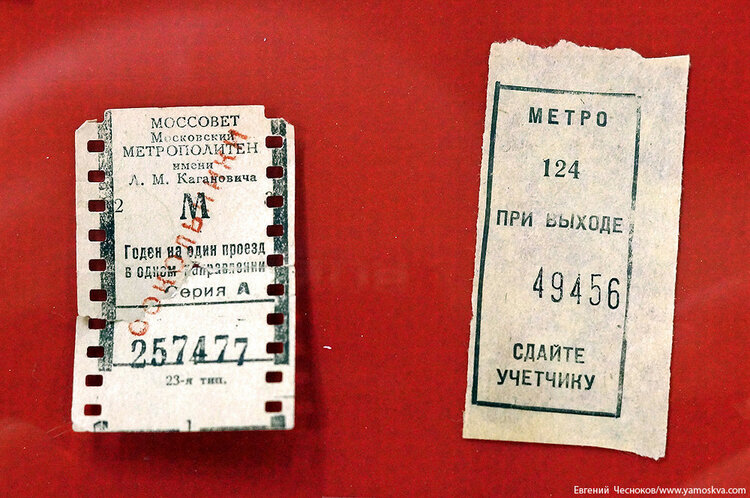 МОССОВЕТ
Московский
МЕТРОПОЛИТЕН
имени
Л. М. Кагановича
2
М
Годен на один проезд
в одном направлении
Серия А
СОКОЛЬНИКИ
257477
23-я тип.
1
МЕТРО
124
ПРИ ВЫХОДЕ
49456
СДАЙТЕ
УЧЕТЧИКУ
Евгений Чесноков/www.yamoskva.com